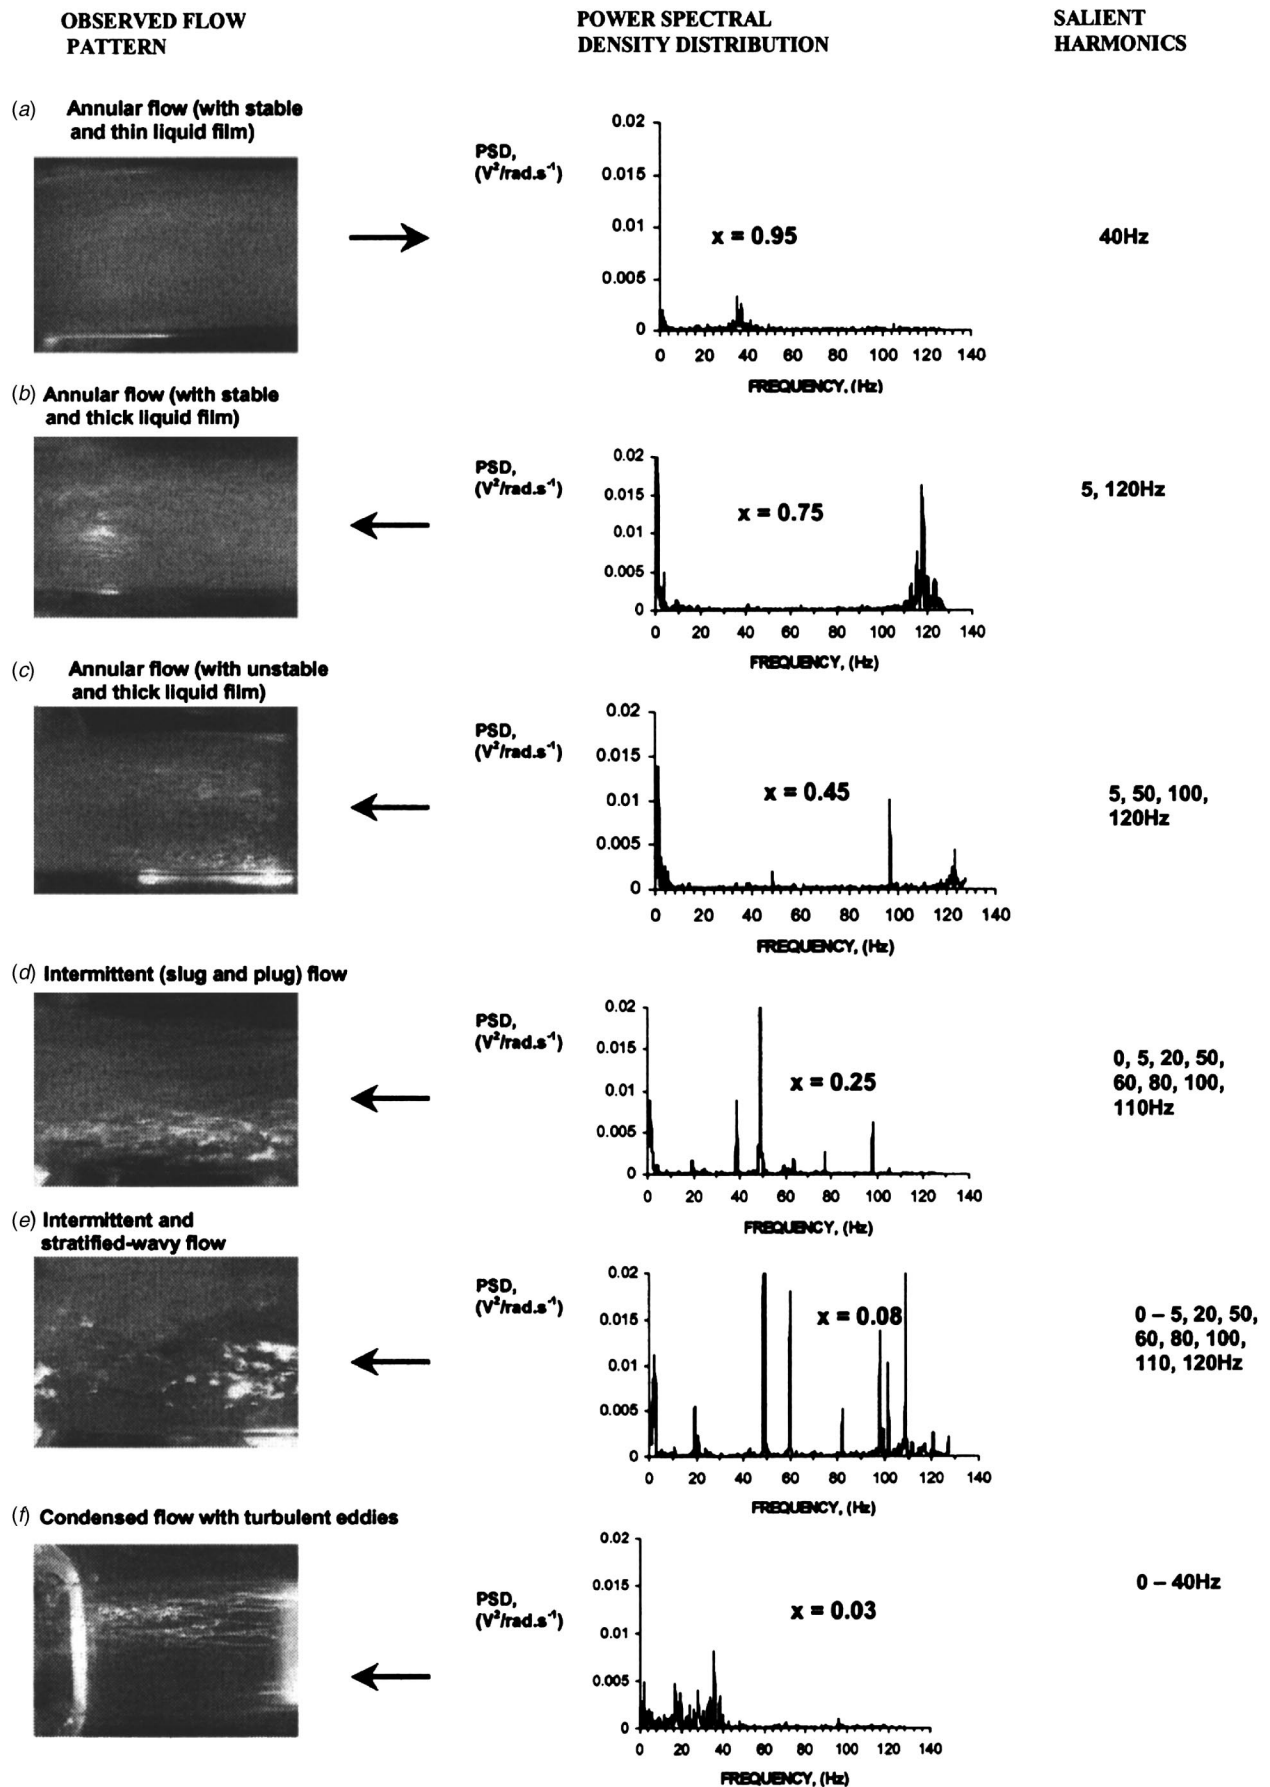 OBSERVED FLOW
PATTERN
POWER SPECTRAL
DENSITY DISTRIBUTION
SALIENT
HARMONICS
(a) Annular flow (with stable
and thin liquid film)
PSD,
(V²/rad.s⁻¹)
0.02
0.015
0.01
0.005
0
x = 0.95
0 20 40 60 80 100 120 140
FREQUENCY, (Hz)
40Hz
(b) Annular flow (with stable
and thick liquid film)
PSD,
(V²/rad.s⁻¹)
0.02
0.015
0.01
0.005
0
x = 0.75
0 20 40 60 80 100 120 140
FREQUENCY, (Hz)
5, 120Hz
(c) Annular flow (with unstable
and thick liquid film)
PSD,
(V²/rad.s⁻¹)
0.02
0.015
0.01
0.005
0
x = 0.45
0 20 40 60 80 100 120 140
FREQUENCY, (Hz)
5, 50, 100,
120Hz
(d) Intermittent (slug and plug) flow
PSD,
(V²/rad.s⁻¹)
0.02
0.015
0.01
0.005
0
x = 0.25
0 20 40 60 80 100 120 140
FREQUENCY, (Hz)
0, 5, 20, 50,
60, 80, 100,
110Hz
(e) Intermittent and
stratified-wavy flow
PSD,
(V²/rad.s⁻¹)
0.02
0.015
0.01
0.005
0
x = 0.08
0 20 40 60 80 100 120 140
FREQUENCY, (Hz)
0 – 5, 20, 50,
60, 80, 100,
110, 120Hz
(f) Condensed flow with turbulent eddies
PSD,
(V²/rad.s⁻¹)
0.02
0.015
0.01
0.005
0
x = 0.03
0 20 40 60 80 100 120 140
FREQUENCY, (Hz)
0 – 40Hz